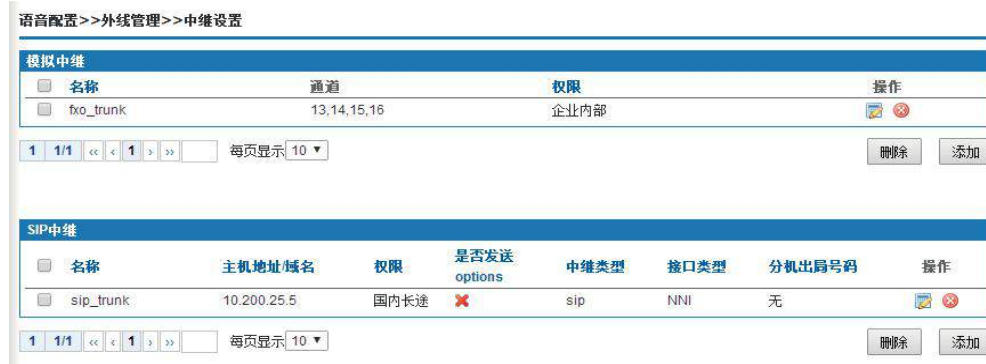 语音配置>>外线管理>>中继设置
模拟中继
名称 通道 权限 操作
fxo_trunk 13,14,15,16 企业内部
1 1/1 « ‹ 1 › » 每页显示 10 ▼ 删除 添加
SIP中继
名称 主机地址/域名 权限 是否发送 options 中继类型 接口类型 分机出局号码 操作
sip_trunk 10.200.25.5 国内长途 sip NNI 无
1 1/1 « ‹ 1 › » 每页显示 10 ▼ 删除 添加